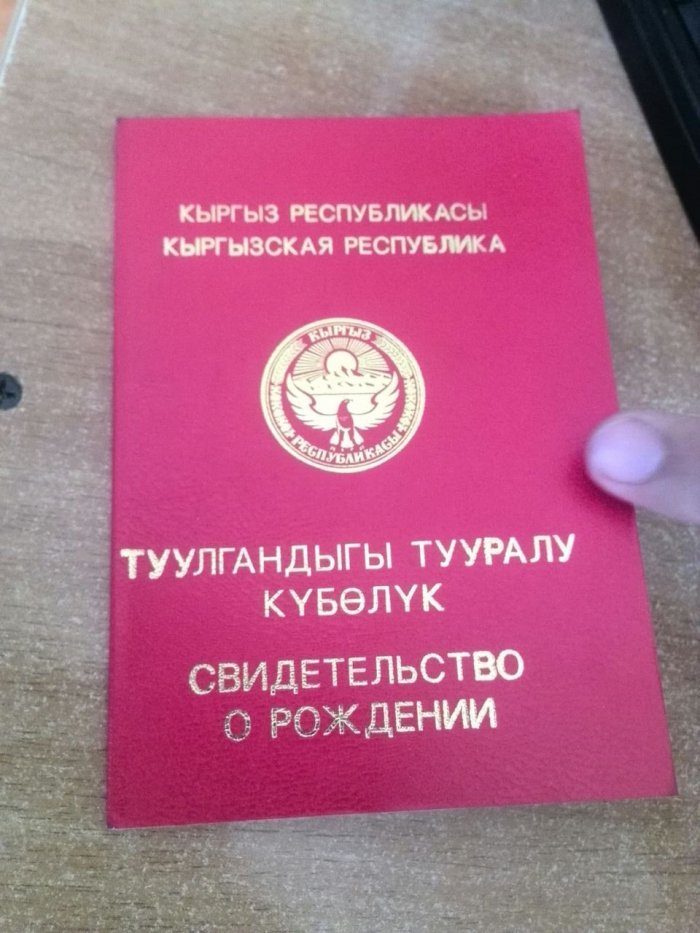 КЫРГЫЗ РЕСПУБЛИКАСЫ
КЫРГЫЗСКАЯ РЕСПУБЛИКА
КЫРГЫЗ
РЕСПУБЛИКАСЫ
ТУУЛГАНДЫГЫ ТУУРАЛУ
КҮБӨЛҮК
СВИДЕТЕЛЬСТВО
О РОЖДЕНИИ